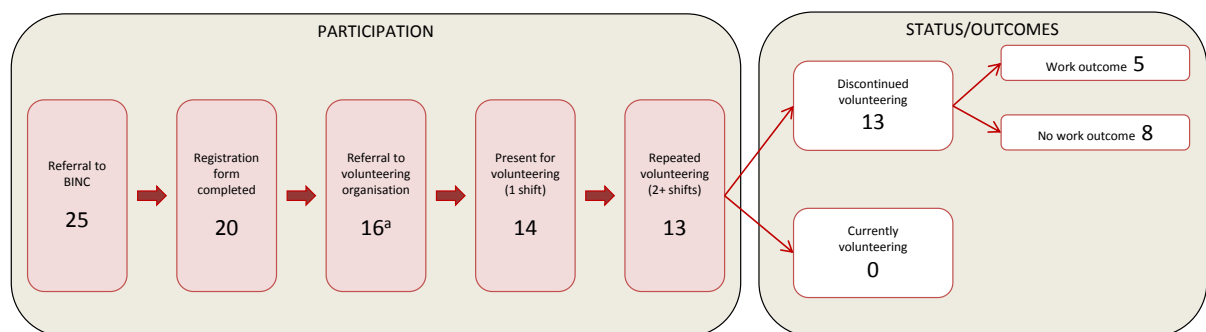 PARTICIPATION
Referral to
BINC
25
Registration
form
completed
20
Referral to
volunteering
organisation
16ª
Present for
volunteering
(1 shift)
14
Repeated
volunteering
(2+ shifts)
13
STATUS/OUTCOMES
Discontinued
volunteering
13
Work outcome 5
No work outcome 8
Currently
volunteering
0